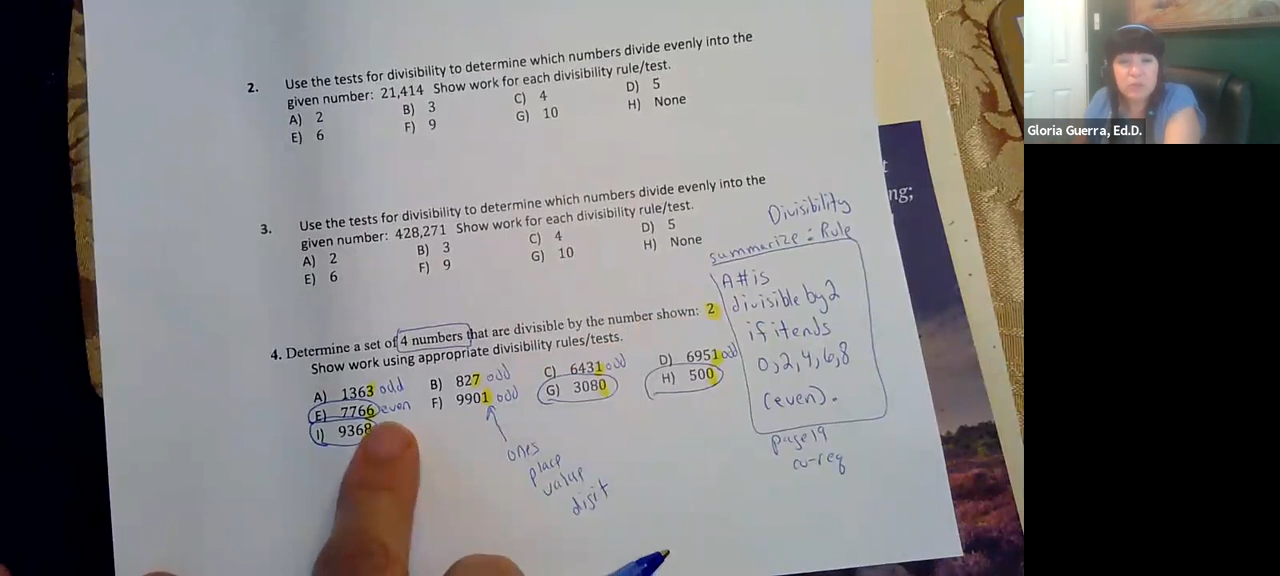 2. Use the tests for divisibility to determine which numbers divide evenly into the
given number: 21,414 Show work for each divisibility rule/test.
A) 2 B) 3 C) 4 D) 5
E) 6 F) 9 G) 10 H) None
3. Use the tests for divisibility to determine which numbers divide evenly into the
given number: 428,271 Show work for each divisibility rule/test.
A) 2 B) 3 C) 4 D) 5
E) 6 F) 9 G) 10 H) None
4. Determine a set of 4 numbers that are divisible by the number shown: 2
Show work using appropriate divisibility rules/tests.
A) 1363 odd B) 827 odd C) 6431 odd D) 6951 odd
E) 7766 even F) 9901 odd G) 3080 H) 500
I) 9368
ones
place
value
digit
Divisibility
summarize : Rule
A # is
divisible by 2
if it ends
0, 2, 4, 6, 8
(even).
page 19
co-req
ng;
Gloria Guerra, Ed.D.